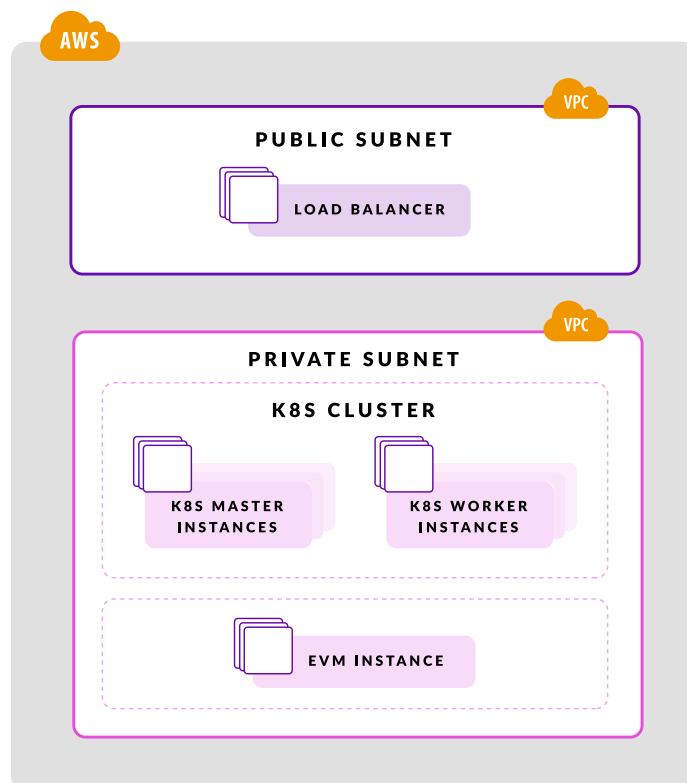 AWS
VPC
PUBLIC SUBNET
LOAD BALANCER
VPC
PRIVATE SUBNET
K8S CLUSTER
K8S MASTER
INSTANCES
K8S WORKER
INSTANCES
EVM INSTANCE